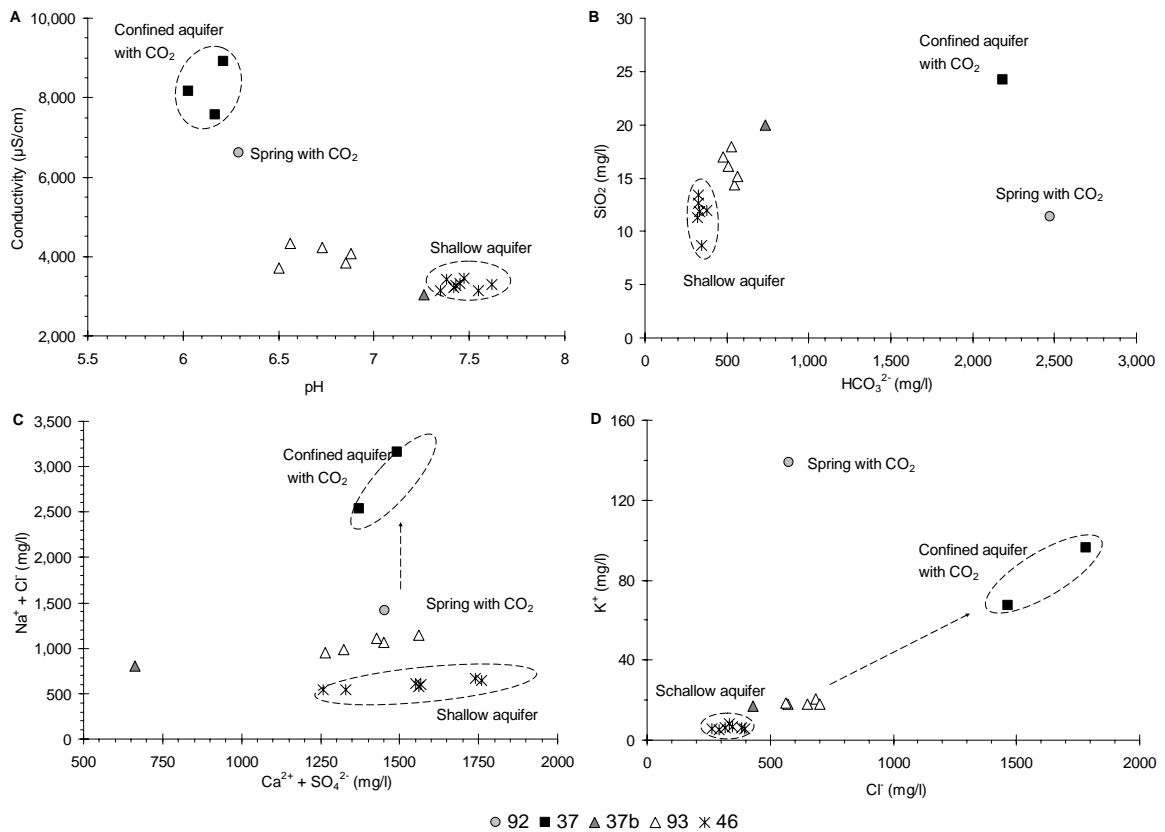 A
10,000
8,000
6,000
4,000
2,000
Conductivity (µS/cm)
Confined aquifer
with CO2
Spring with CO2
Shallow aquifer
5.5 6 6.5 7 7.5 8
pH
B
30
25
20
15
10
5
0
SiO2 (mg/l)
Confined aquifer
with CO2
Spring with CO2
Shallow aquifer
0 500 1,000 1,500 2,000 2,500 3,000
HCO3 2- (mg/l)
C
3,500
3,000
2,500
2,000
1,500
1,000
500
0
Na+ + Cl- (mg/l)
Confined aquifer
with CO2
Spring with CO2
Shallow aquifer
500 750 1000 1250 1500 1750 2000
Ca2+ + SO4 2- (mg/l)
D
160
120
80
40
0
K+ (mg/l)
Spring with CO2
Confined aquifer
with CO2
Schallow aquifer
0 500 1000 1500 2000
Cl- (mg/l)
92 37 37b 93 46